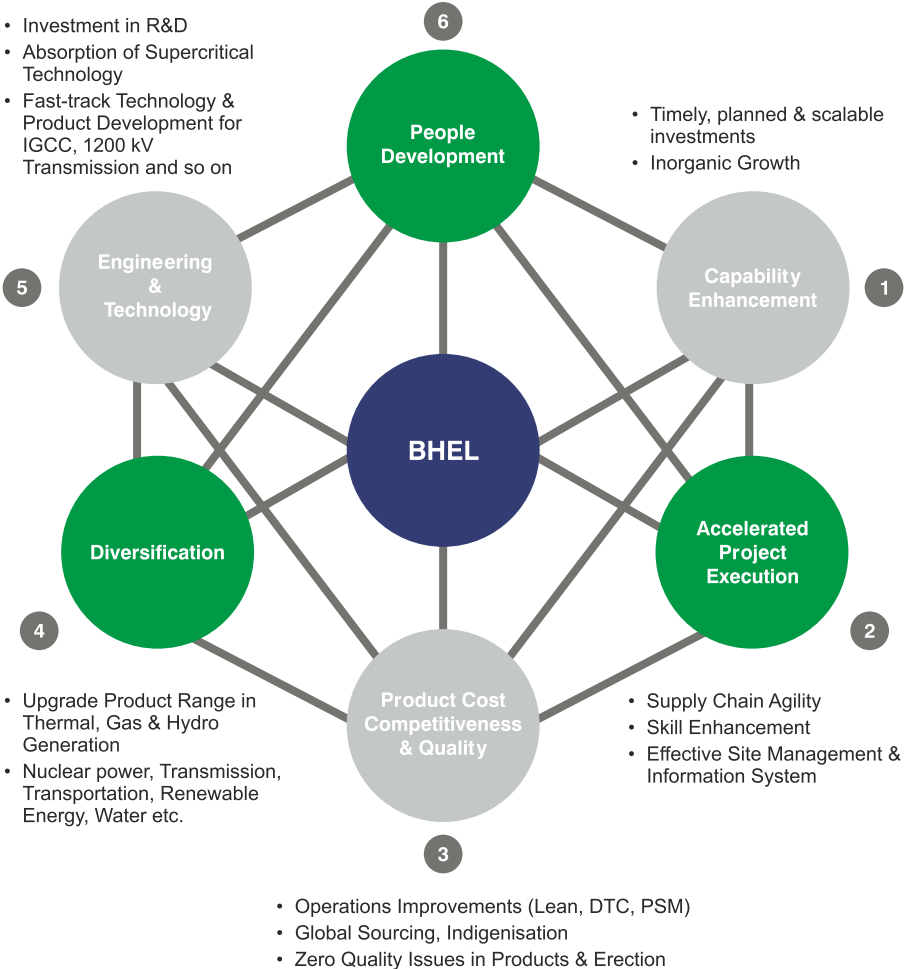 6
• Investment in R&D
• Absorption of Supercritical
Technology
• Fast-track Technology &
Product Development for
IGCC, 1200 kV
Transmission and so on
People
Development
• Timely, planned & scalable
investments
• Inorganic Growth
5
Engineering
&
Technology
Capability
Enhancement
1
BHEL
Diversification
Accelerated
Project
Execution
4
2
• Upgrade Product Range in
Thermal, Gas & Hydro
Generation
• Nuclear power, Transmission,
Transportation, Renewable
Energy, Water etc.
Product Cost
Competitiveness
& Quality
• Supply Chain Agility
• Skill Enhancement
• Effective Site Management &
Information System
3
• Operations Improvements (Lean, DTC, PSM)
• Global Sourcing, Indigenisation
• Zero Quality Issues in Products & Erection